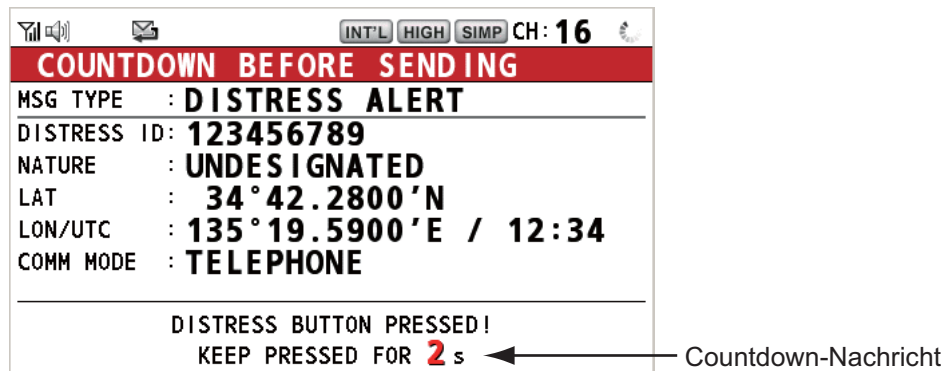 INT'L HIGH SIMP CH: 16
COUNTDOWN BEFORE SENDING
MSG TYPE : DISTRESS ALERT
DISTRESS ID: 123456789
NATURE : UNDESIGNATED
LAT : 34°42.2800'N
LON/UTC : 135°19.5900'E / 12:34
COMM MODE : TELEPHONE
DISTRESS BUTTON PRESSED!
KEEP PRESSED FOR 2 s
Countdown-Nachricht